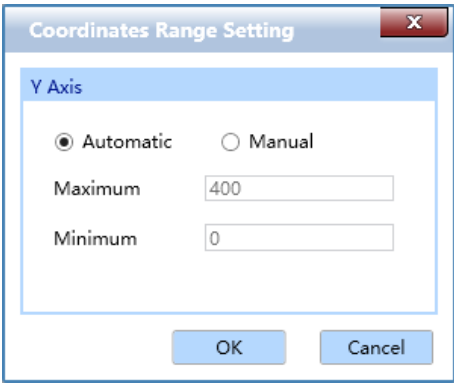 Coordinates Range Setting
Y Axis
Automatic Manual
Maximum 400
Minimum 0
OK Cancel